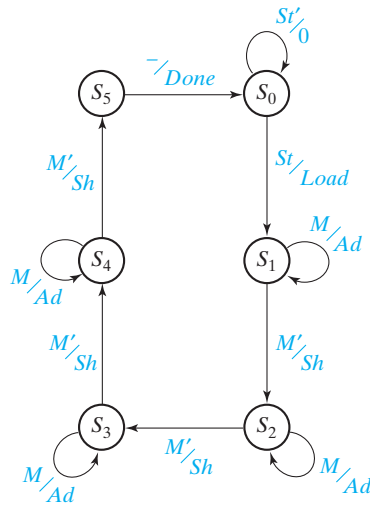 St′/0
S5
−/Done
S0
M′/Sh
St/Load
S4
M/Ad
S1
M/Ad
M′/Sh
M′/Sh
S3
M/Ad
M′/Sh
S2
M/Ad